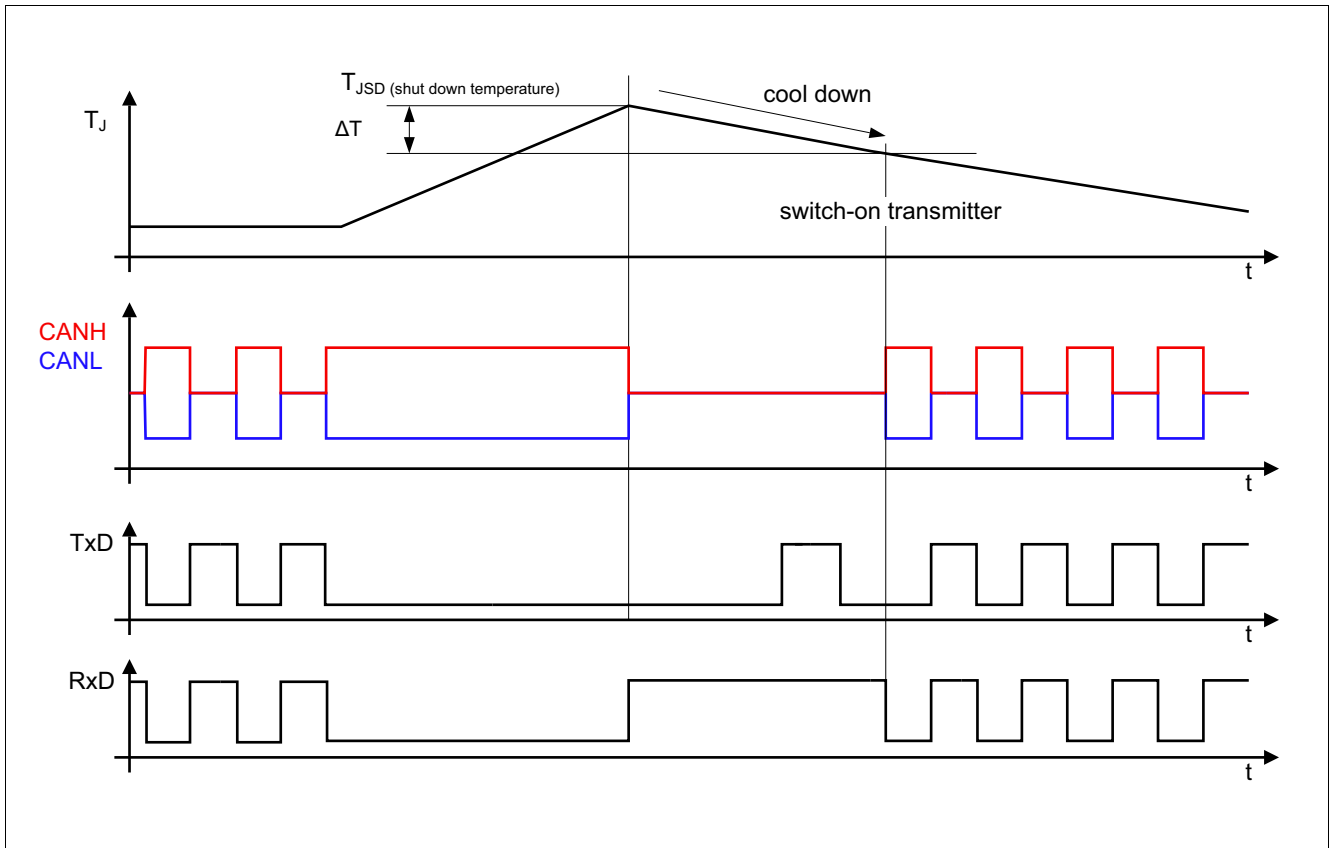 T_JSD (shut down temperature)
cool down
T_J
ΔT
switch-on transmitter
t
CANH
CANL
t
TxD
t
RxD
t